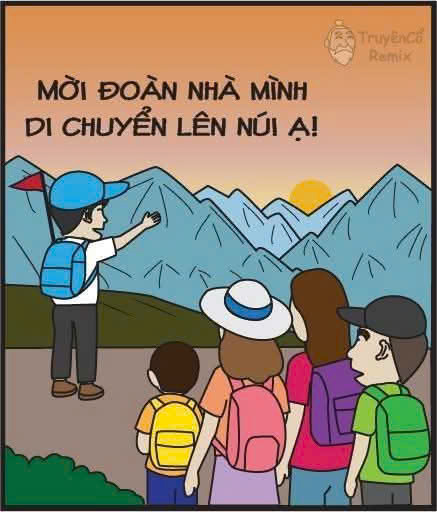 TruyệnCổ
Remix
MỜI ĐOÀN NHÀ MÌNH
DI CHUYỂN LÊN NÚI Ạ!